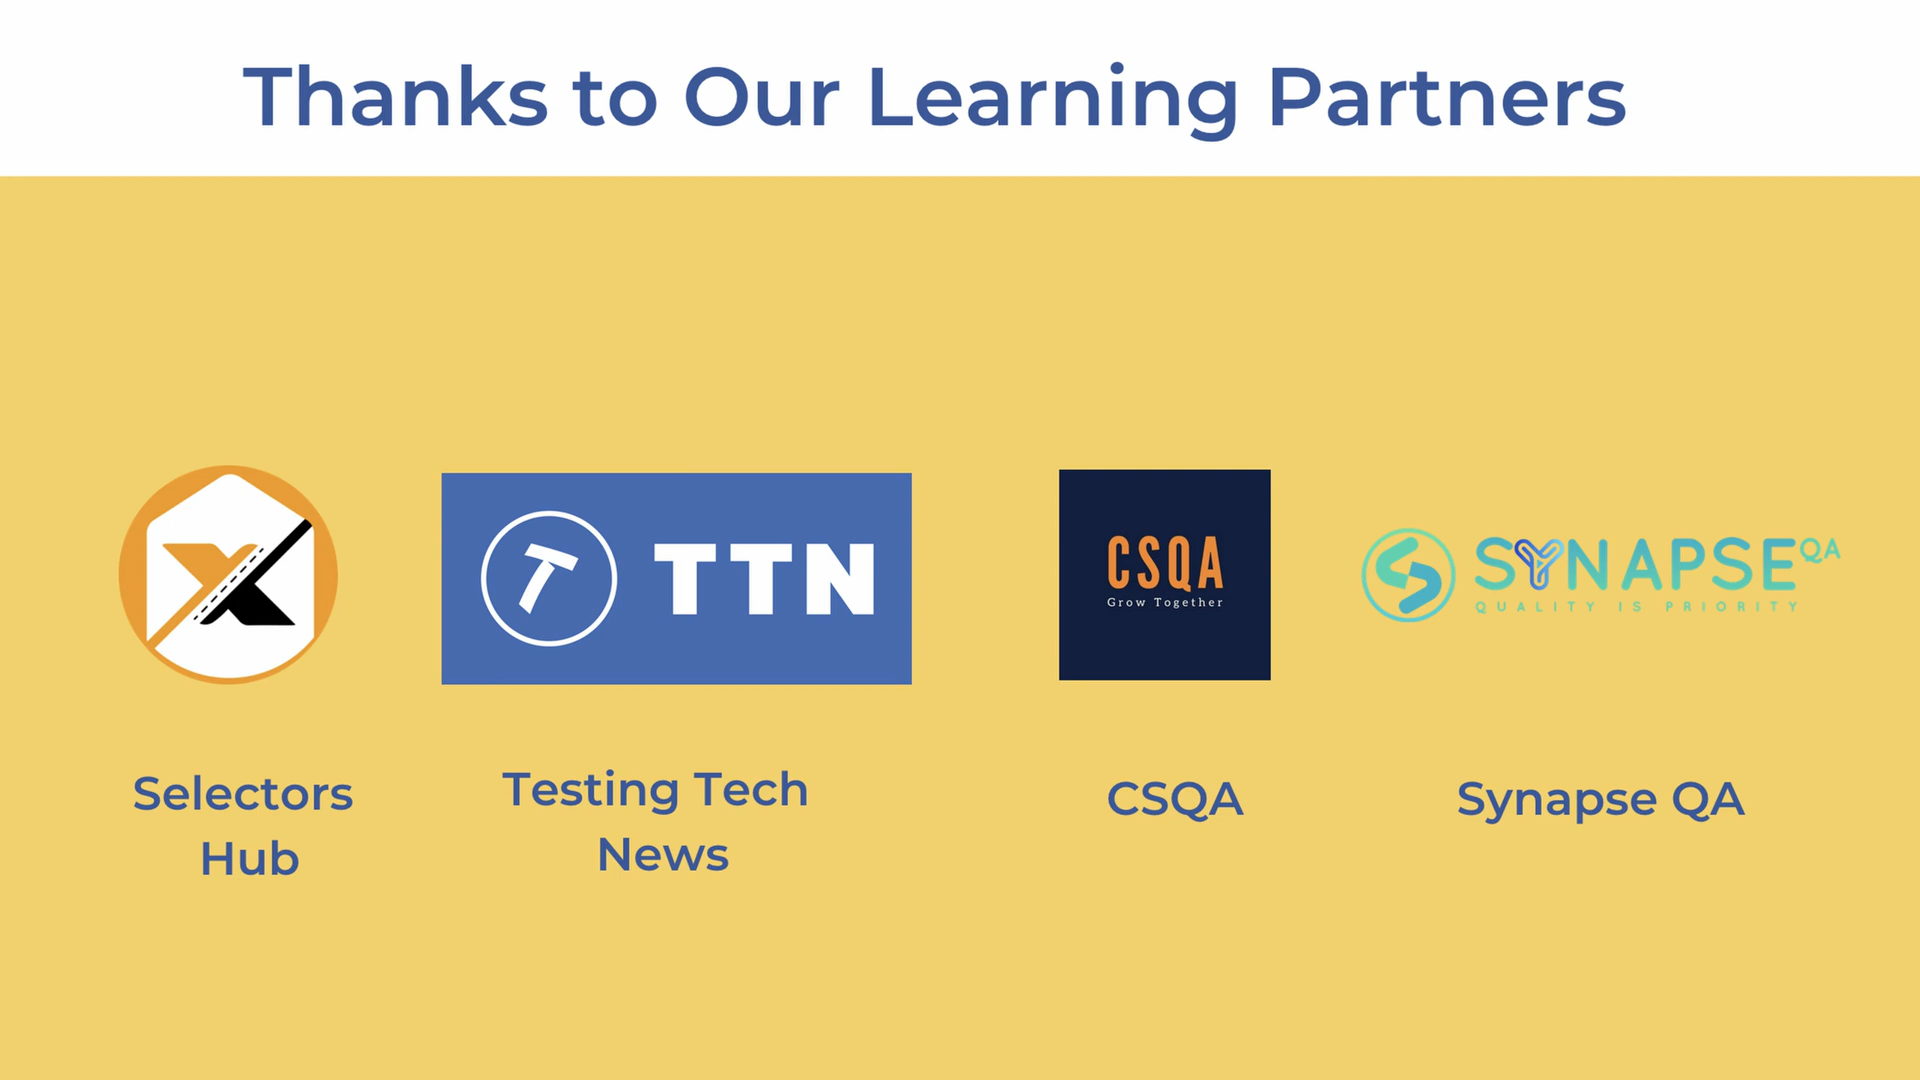 Thanks to Our Learning Partners
TTN
CSQA
Grow Together
SYNAPSE QA
QUALITY IS PRIORITY
Selectors
Hub
Testing Tech
News
CSQA
Synapse QA